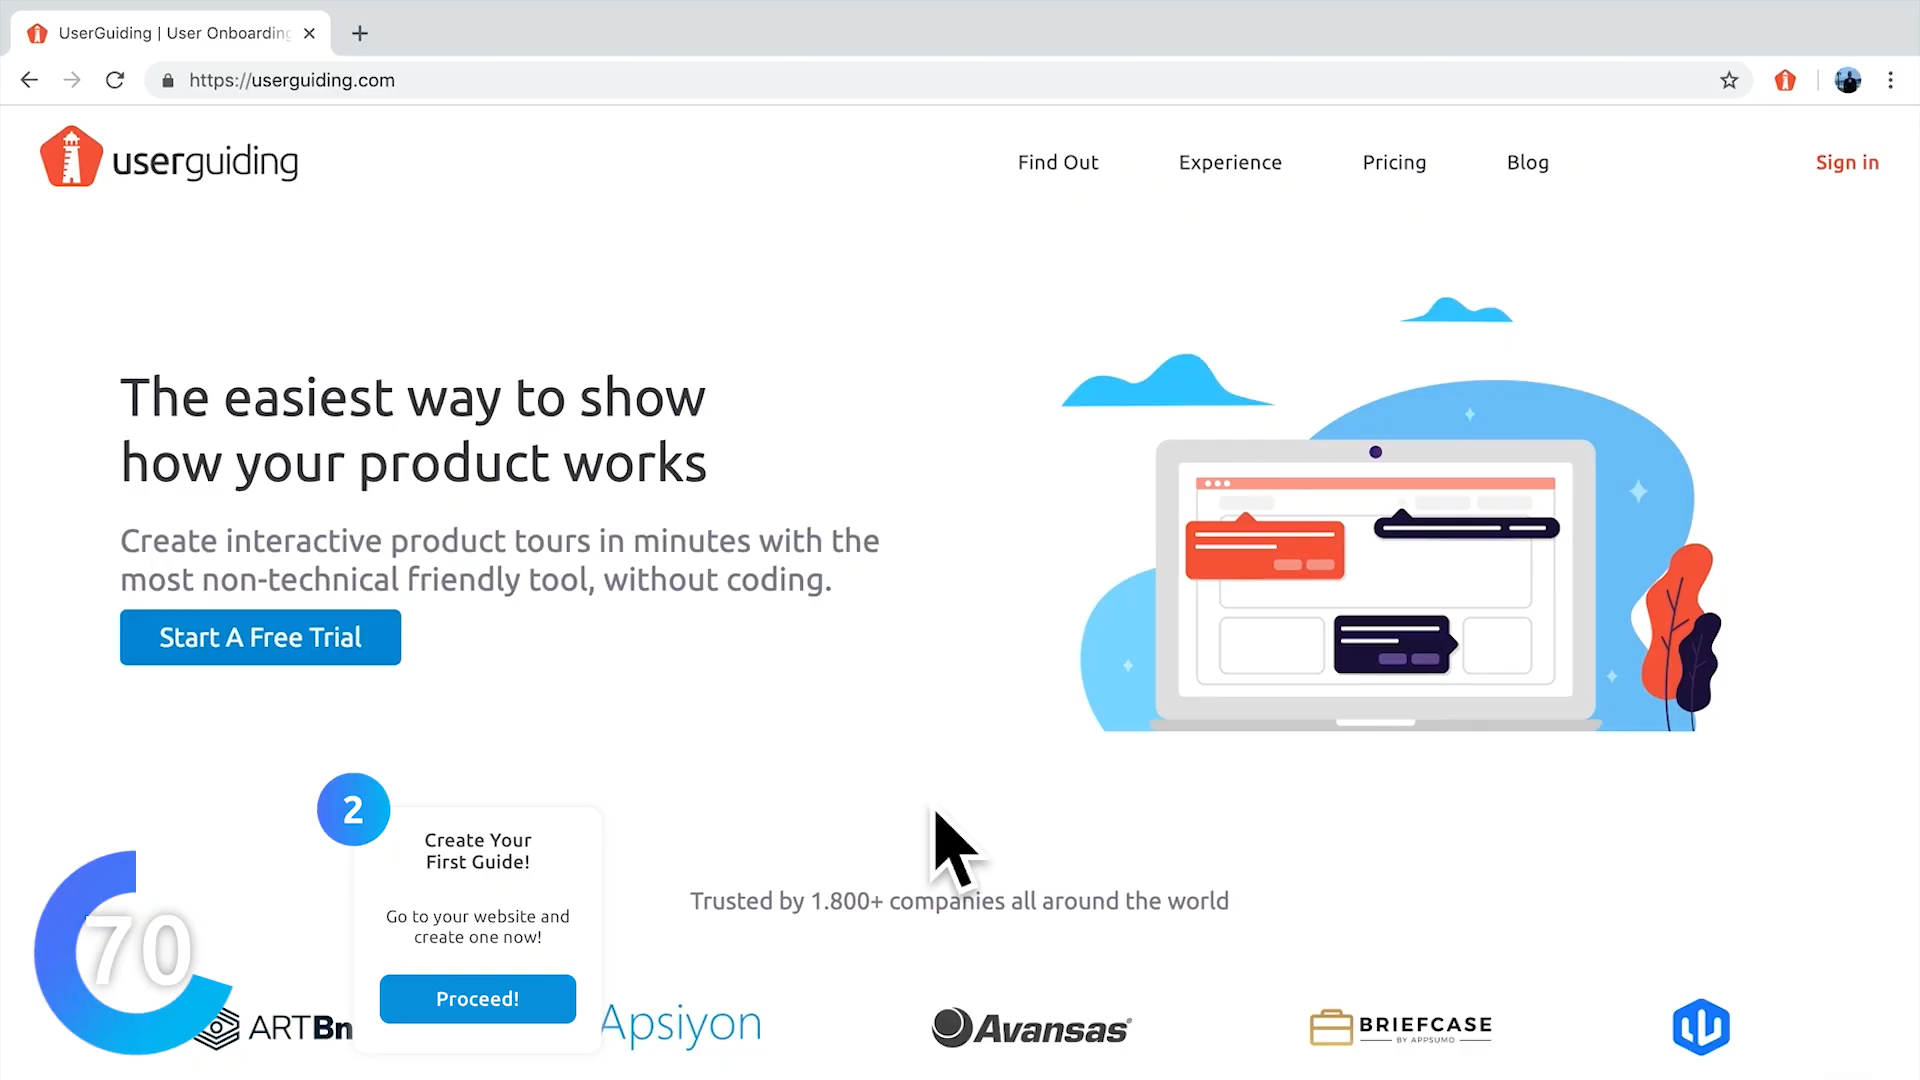 UserGuiding | User Onboarding
https://userguiding.com
userguiding
Find Out
Experience
Pricing
Blog
Sign in
The easiest way to show
how your product works
Create interactive product tours in minutes with the
most non-technical friendly tool, without coding.
Start A Free Trial
2
Create Your
First Guide!
Go to your website and
create one now!
Proceed!
70
Trusted by 1.800+ companies all around the world
ARTBn
Apsiyon
Avansas
BRIEFCASE
BY APPSUMO